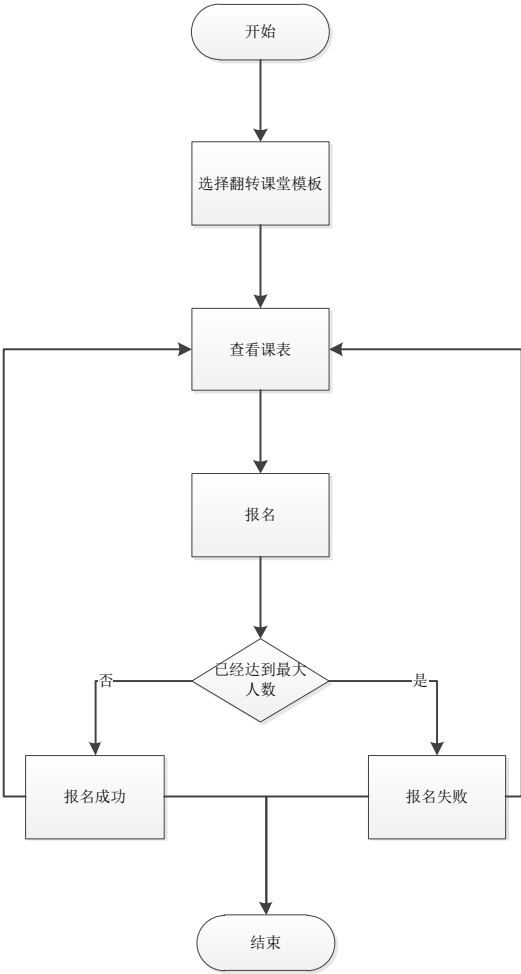 开始
选择翻转课堂模板
查看课表
报名
已经达到最大
人数
否
是
报名成功
报名失败
结束